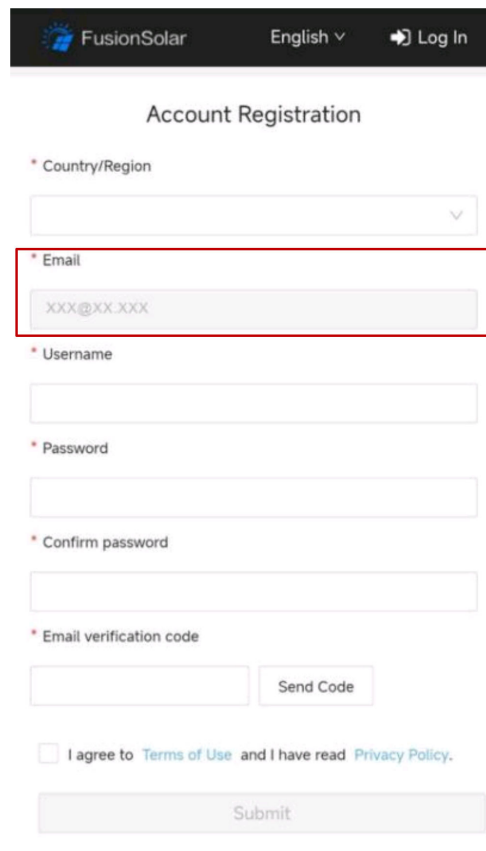 FusionSolar English Log In
Account Registration
* Country/Region
* Email
XXX@XX.XXX
* Username
* Password
* Confirm password
* Email verification code
Send Code
I agree to Terms of Use and I have read Privacy Policy.
Submit